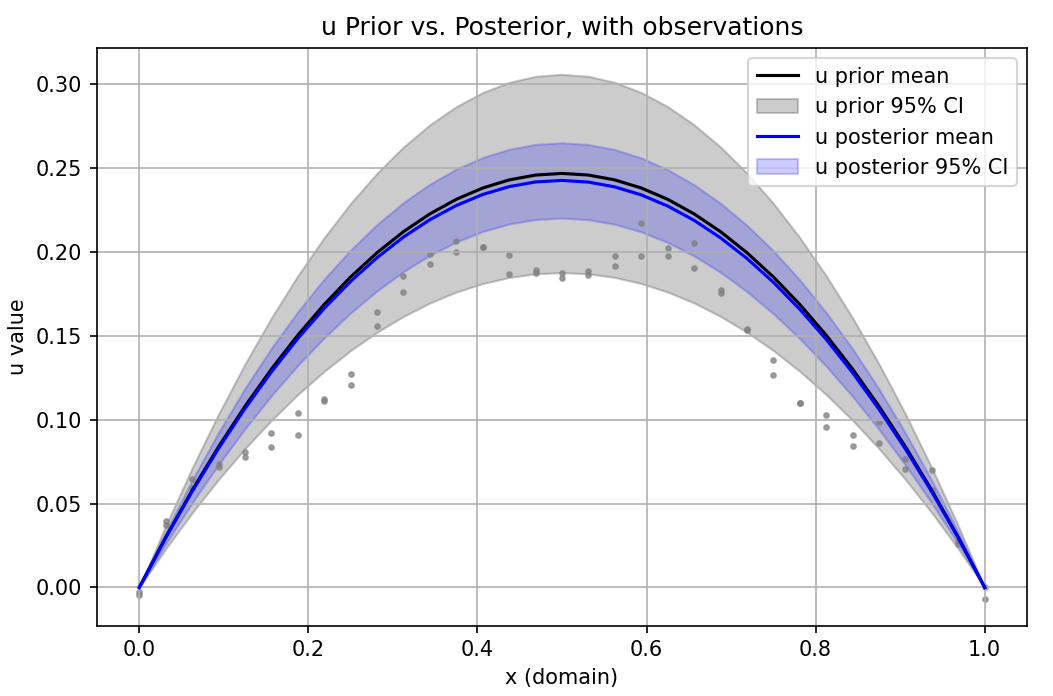 u Prior vs. Posterior, with observations
u prior mean
u prior 95% CI
u posterior mean
u posterior 95% CI
u value
0.30
0.25
0.20
0.15
0.10
0.05
0.00
0.0 0.2 0.4 0.6 0.8 1.0
x (domain)